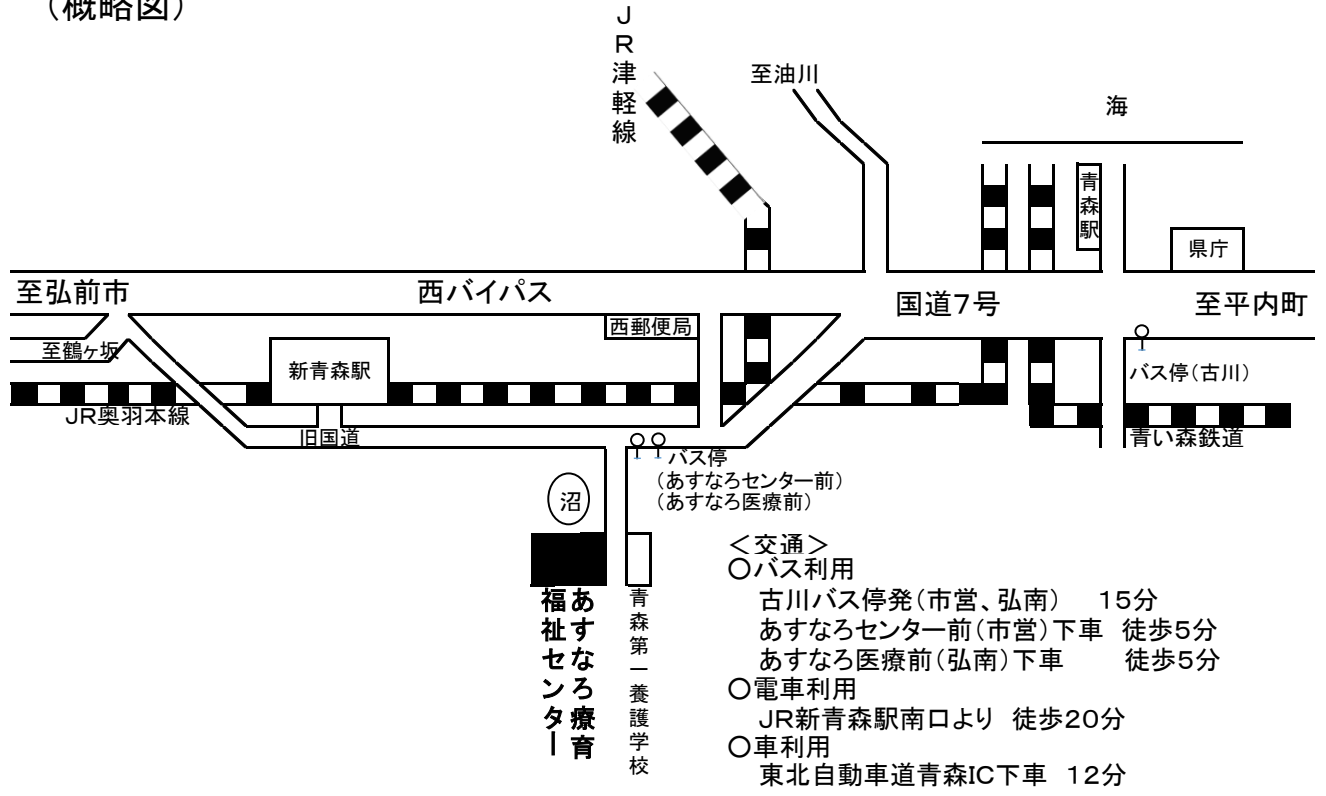 （概略図）
JR津軽線
至油川
海
青森駅
県庁
至弘前市
西バイパス
国道７号
至平内町
西郵便局
至鶴ヶ坂
新青森駅
バス停（古川）
JR奥羽本線
旧国道
青い森鉄道
バス停
（あすなろセンター前）
（あすなろ医療前）
沼
あすなろ療育
福祉センター
青森第一養護学校
＜交通＞
○バス利用
古川バス停発（市営、弘南）　１５分
あすなろセンター前（市営）下車　徒歩５分
あすなろ医療前（弘南）下車　　徒歩５分
○電車利用
JR新青森駅南口より　徒歩２０分
○車利用
東北自動車道青森IC下車　１２分